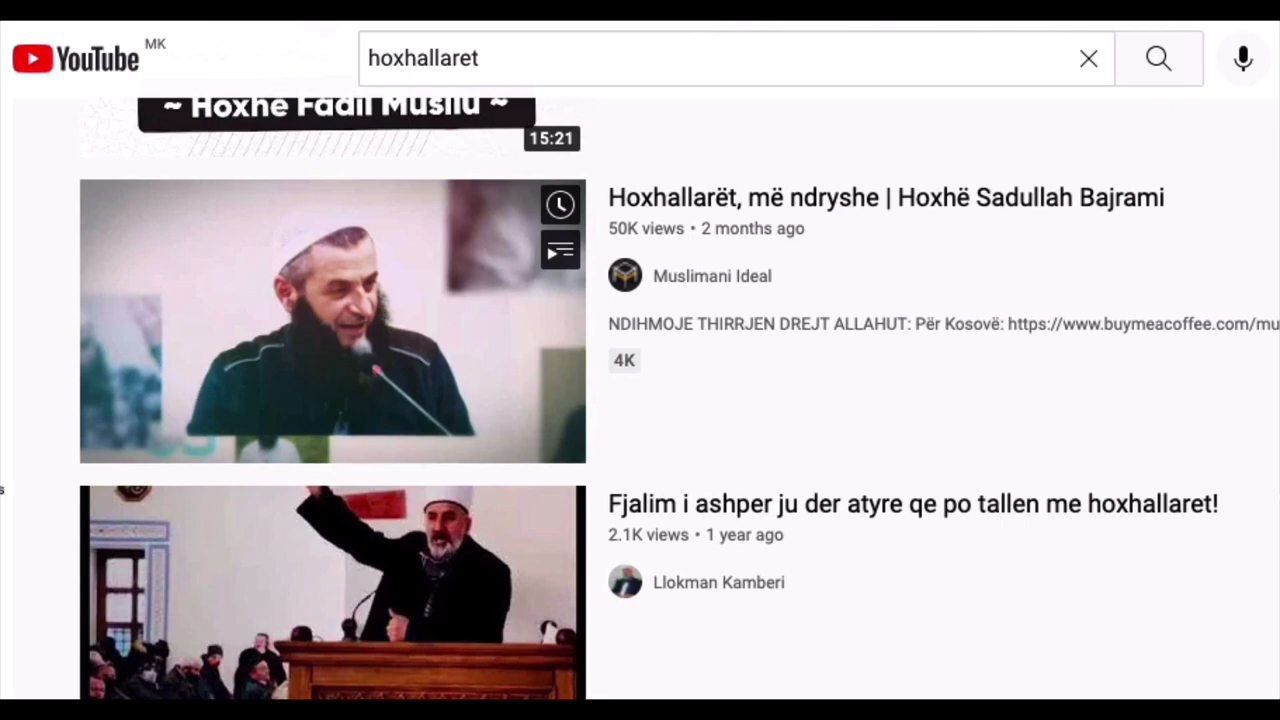 YouTube MK
hoxhallaret
~ Hoxhë Fadil Musliu ~
15:21
Hoxhallarët, më ndryshe | Hoxhë Sadullah Bajrami
50K views • 2 months ago
Muslimani Ideal
NDIHMOJE THIRRJEN DREJT ALLAHUT: Për Kosovë: https://www.buymeacoffee.com/mu
4K
Fjalim i ashper ju der atyre qe po tallen me hoxhallaret!
2.1K views • 1 year ago
Llokman Kamberi